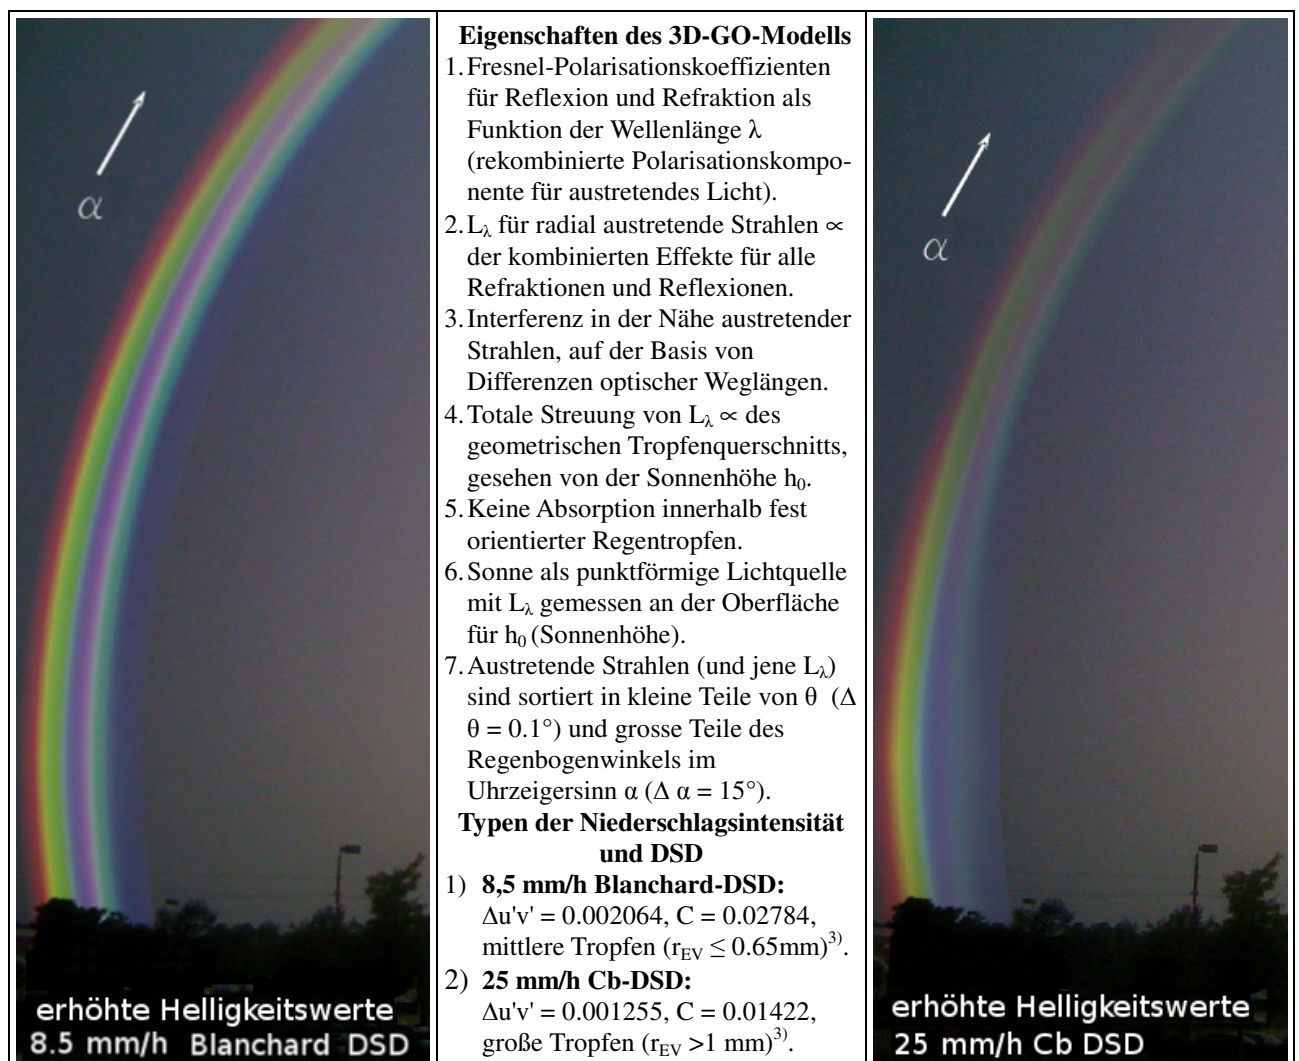 α
erhöhte Helligkeitswerte
8.5 mm/h Blanchard DSD
Eigenschaften des 3D-GO-Modells
1. Fresnel-Polarisationskoeffizienten
für Reflexion und Refraktion als
Funktion der Wellenlänge λ
(rekombinierte Polarisationskompo-
nente für austretendes Licht).
2. Lλ für radial austretende Strahlen ∝
der kombinierten Effekte für alle
Refraktionen und Reflexionen.
3. Interferenz in der Nähe austretender
Strahlen, auf der Basis von
Differenzen optischer Weglängen.
4. Totale Streuung von Lλ ∝ des
geometrischen Tropfenquerschnitts,
gesehen von der Sonnenhöhe h0.
5. Keine Absorption innerhalb fest
orientierter Regentropfen.
6. Sonne als punktförmige Lichtquelle
mit Lλ gemessen an der Oberfläche
für h0 (Sonnenhöhe).
7. Austretende Strahlen (und jene Lλ)
sind sortiert in kleine Teile von θ (Δ
θ = 0.1°) und grosse Teile des
Regenbogenwinkels im
Uhrzeigersinn α (Δ α = 15°).
Typen der Niederschlagsintensität
und DSD
1) 8,5 mm/h Blanchard-DSD:
Δu'v' = 0.002064, C = 0.02784,
mittlere Tropfen (rEV ≤ 0.65mm)3).
2) 25 mm/h Cb-DSD:
Δu'v' = 0.001255, C = 0.01422,
große Tropfen (rEV >1 mm)3).
α
erhöhte Helligkeitswerte
25 mm/h Cb DSD